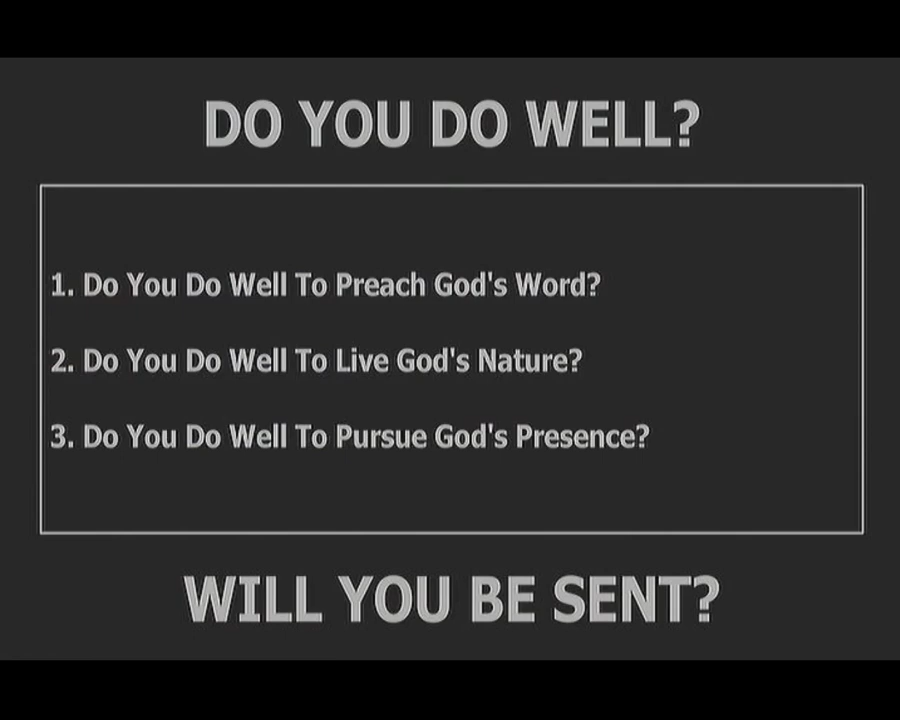 DO YOU DO WELL?
1. Do You Do Well To Preach God's Word?
2. Do You Do Well To Live God's Nature?
3. Do You Do Well To Pursue God's Presence?
WILL YOU BE SENT?